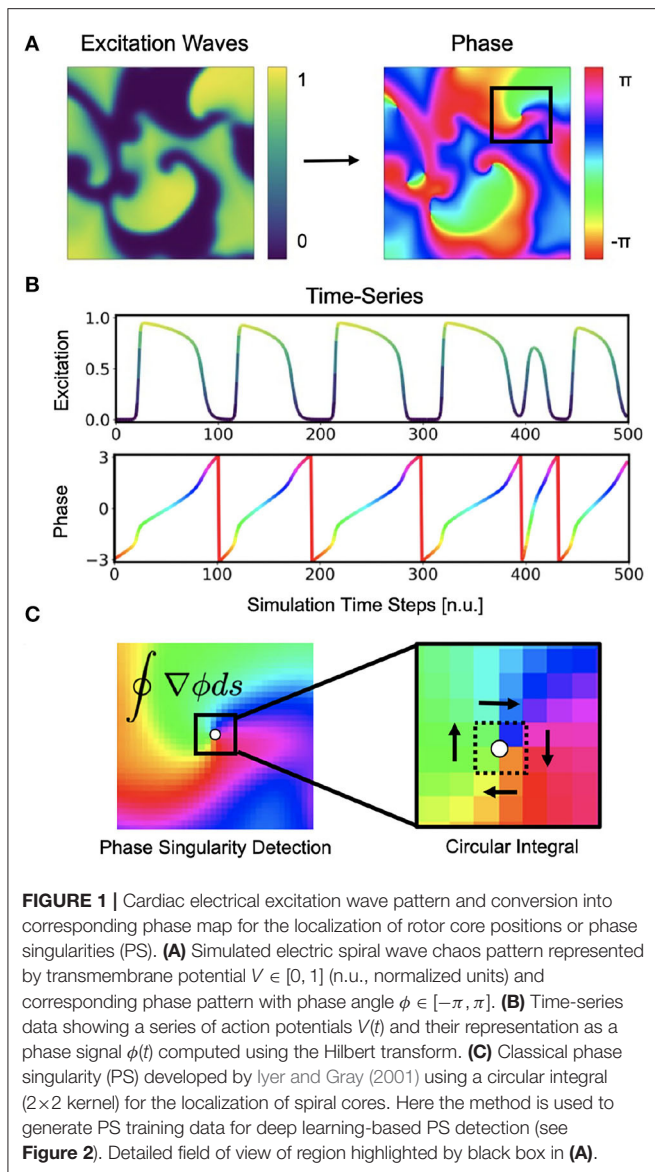 A
Excitation Waves
Phase
1
0
π
-π
B
Time-Series
Excitation
1.0
0.5
0.0
0
100
200
300
400
500
Phase
3
0
−3
0
100
200
300
400
500
Simulation Time Steps [n.u.]
C
∮ ∇ϕds
Phase Singularity Detection
Circular Integral
FIGURE 1 | Cardiac electrical excitation wave pattern and conversion into
corresponding phase map for the localization of rotor core positions or phase
singularities (PS). (A) Simulated electric spiral wave chaos pattern represented
by transmembrane potential V ∈ [0, 1] (n.u., normalized units) and
corresponding phase pattern with phase angle ϕ ∈ [−π, π]. (B) Time-series
data showing a series of action potentials V(t) and their representation as a
phase signal ϕ(t) computed using the Hilbert transform. (C) Classical phase
singularity (PS) developed by Iyer and Gray (2001) using a circular integral
(2×2 kernel) for the localization of spiral cores. Here the method is used to
generate PS training data for deep learning-based PS detection (see
Figure 2). Detailed field of view of region highlighted by black box in (A).